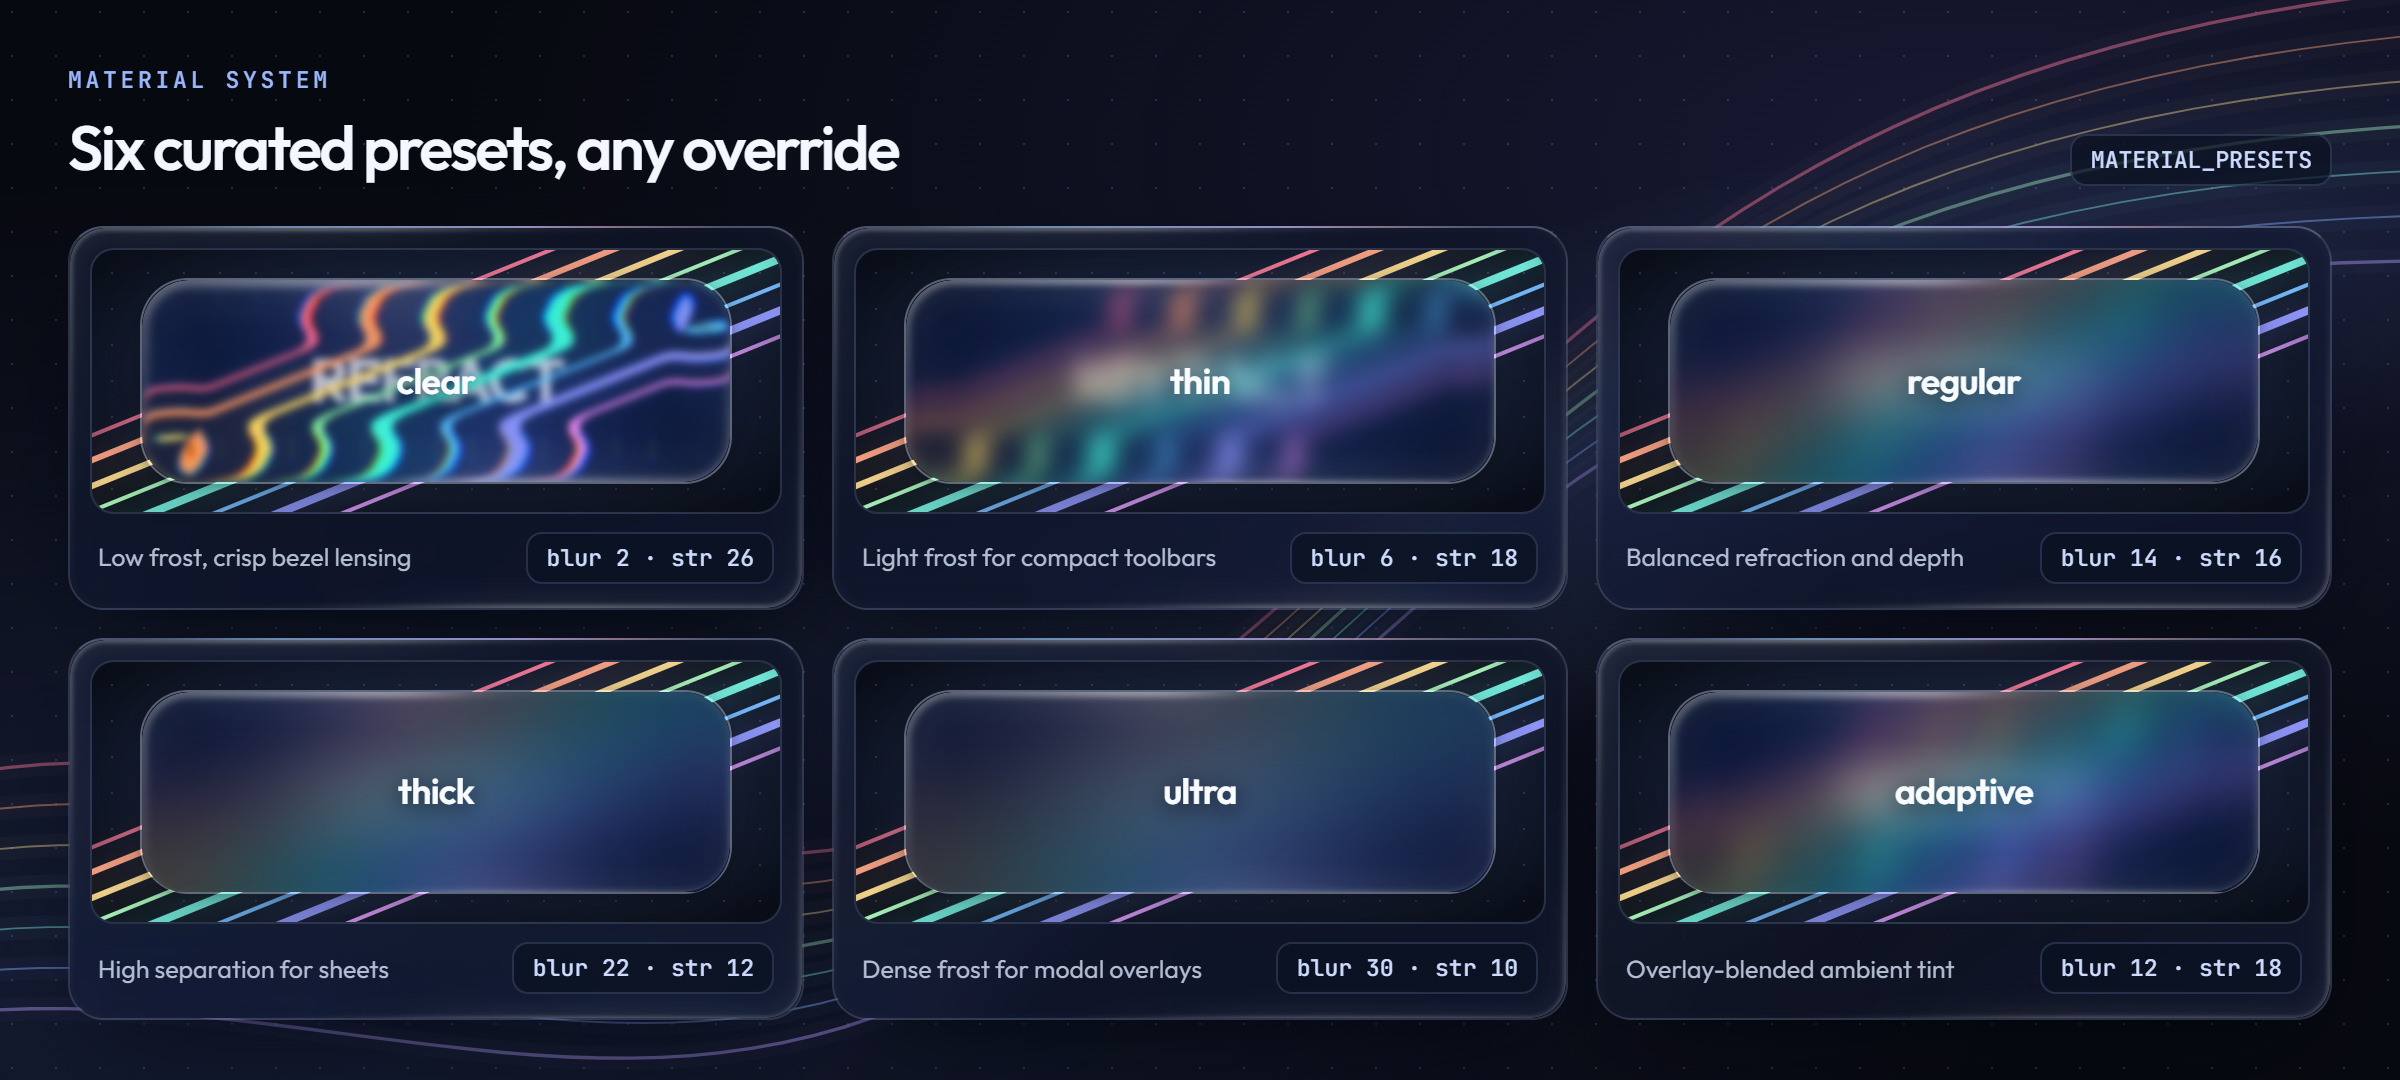 MATERIAL SYSTEM
Six curated presets, any override
MATERIAL_PRESETS
REFRACT
clear
thin
regular
Low frost, crisp bezel lensing
blur 2 · str 26
Light frost for compact toolbars
blur 6 · str 18
Balanced refraction and depth
blur 14 · str 16
thick
ultra
adaptive
High separation for sheets
blur 22 · str 12
Dense frost for modal overlays
blur 30 · str 10
Overlay-blended ambient tint
blur 12 · str 18